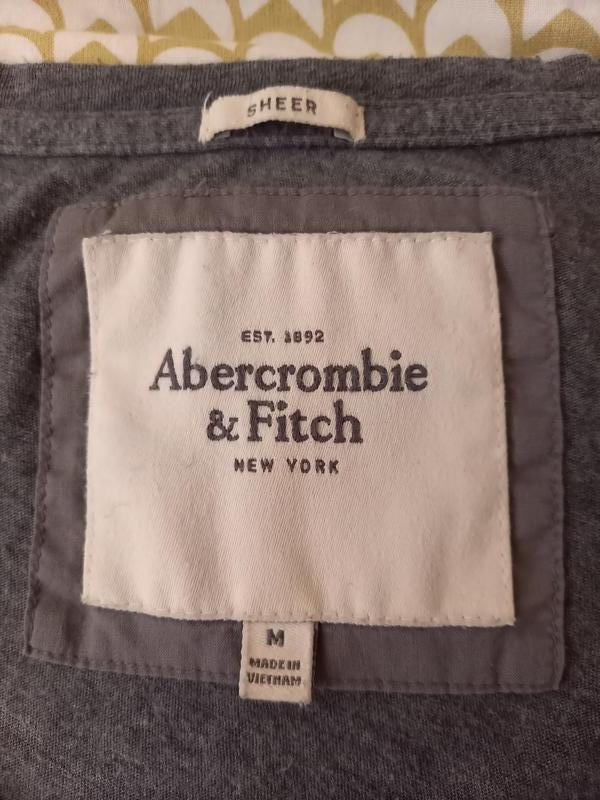 SHEER
EST. 1892
Abercrombie
& Fitch
NEW YORK
M
MADE IN
VIETNAM